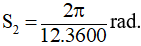 S₂ = 2π / 12.3600 rad.